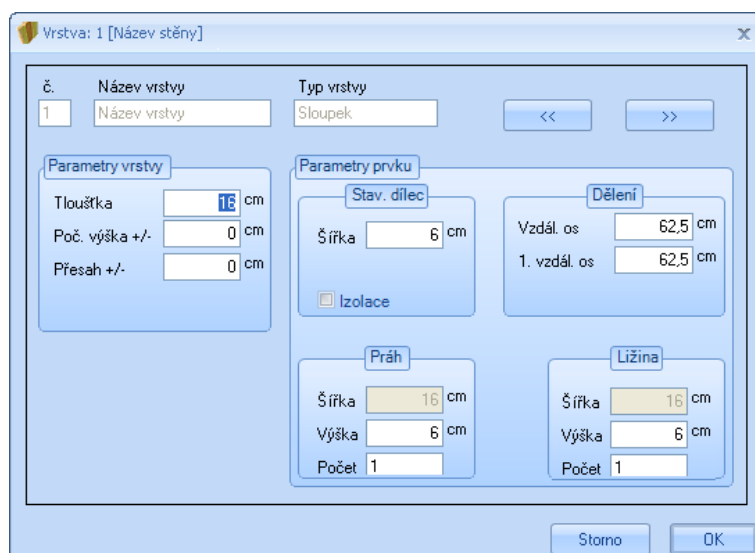 Vrstva: 1 [Název stěny]
č. Název vrstvy Typ vrstvy
1 Název vrstvy Sloupek << >>
Parametry vrstvy
Tloušťka 16 cm
Poč. výška +/- 0 cm
Přesah +/- 0 cm
Parametry prvku
Stav. dílec
Šířka 6 cm
Izolace
Dělení
Vzdál. os 62,5 cm
1. vzdál. os 62,5 cm
Práh
Šířka 16 cm
Výška 6 cm
Počet 1
Ližina
Šířka 16 cm
Výška 6 cm
Počet 1
Storno OK